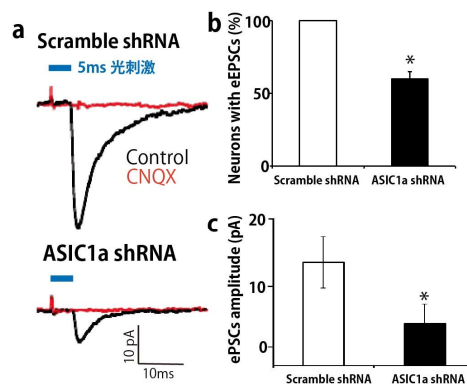 a
Scramble shRNA
5ms 光刺激
Control
CNQX
ASIC1a shRNA
10 pA
10ms
b
Neurons with eEPSCs (%)
100
50
0
*
Scramble shRNA
ASIC1a shRNA
c
ePSCs amplitude (pA)
20
10
0
*
Scramble shRNA
ASIC1a shRNA